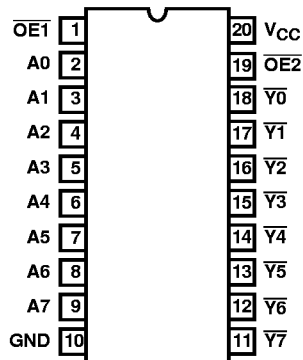 OE1 1 20 VCC
A0 2 19 OE2
A1 3 18 Y0
A2 4 17 Y1
A3 5 16 Y2
A4 6 15 Y3
A5 7 14 Y4
A6 8 13 Y5
A7 9 12 Y6
GND 10 11 Y7